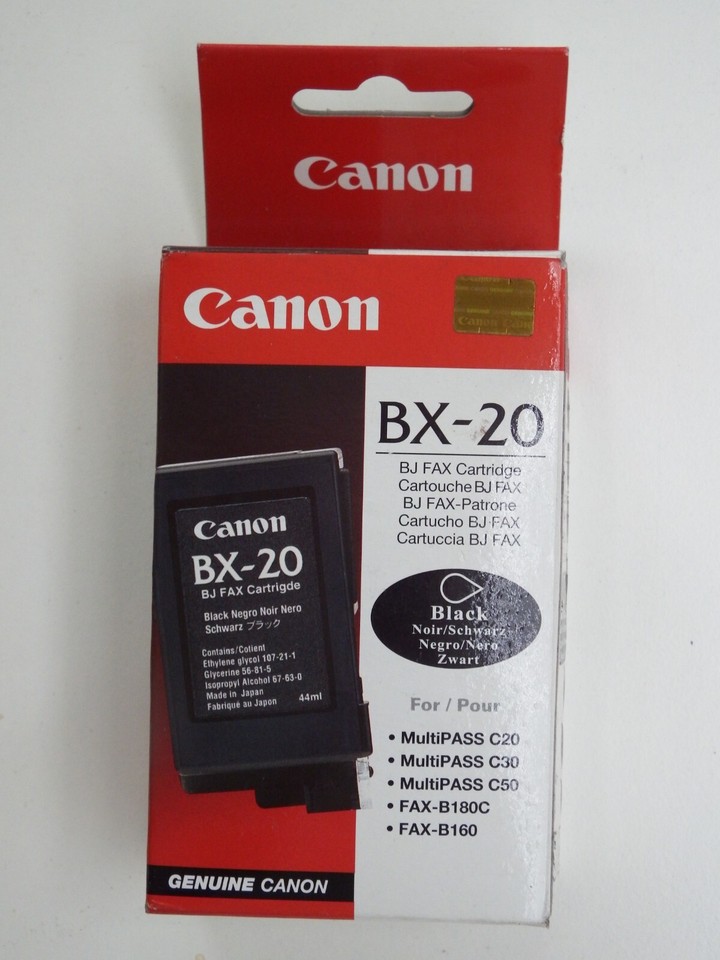 Canon
Canon
Canon Can
BX-20
BJ FAX Cartridge
Cartouche BJ FAX
BJ FAX-Patrone
Cartucho BJ FAX
Cartuccia BJ FAX
Canon
BX-20
BJ FAX Cartrigde
Black Negro Noir Nero
Schwarz ブラック
Contains/Cotient
Ethylene glycol 107-21-1
Glycerine 56-81-5
Isopropyl Alcohol 67-63-0
Made in Japan
Fabriqué au Japon 44ml
Black
Noir/Schwarz
Negro/Nero
Zwart
For / Pour
• MultiPASS C20
• MultiPASS C30
• MultiPASS C50
• FAX-B180C
• FAX-B160
GENUINE CANON